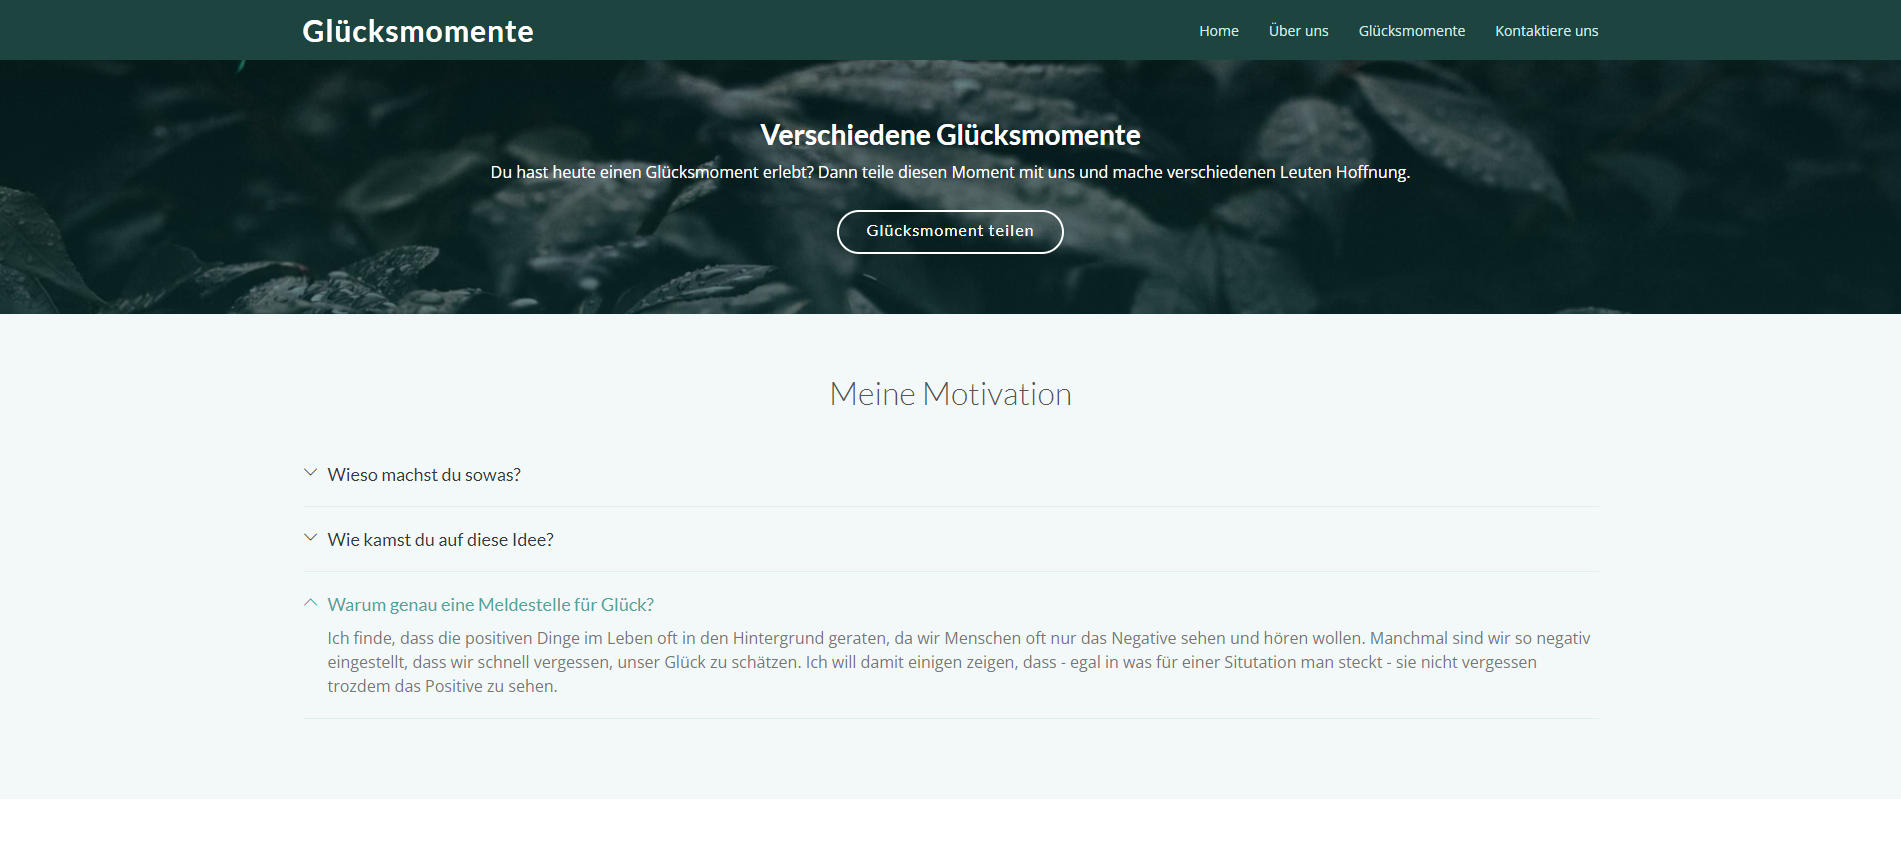 Glücksmomente
Home Über uns Glücksmomente Kontaktiere uns
Verschiedene Glücksmomente
Du hast heute einen Glücksmoment erlebt? Dann teile diesen Moment mit uns und mache verschiedenen Leuten Hoffnung.
Glücksmoment teilen
Meine Motivation
Wieso machst du sowas?
Wie kamst du auf diese Idee?
Warum genau eine Meldestelle für Glück?
Ich finde, dass die positiven Dinge im Leben oft in den Hintergrund geraten, da wir Menschen oft nur das Negative sehen und hören wollen. Manchmal sind wir so negativ
eingestellt, dass wir schnell vergessen, unser Glück zu schätzen. Ich will damit einigen zeigen, dass - egal in was für einer Situtation man steckt - sie nicht vergessen
trozdem das Positive zu sehen.